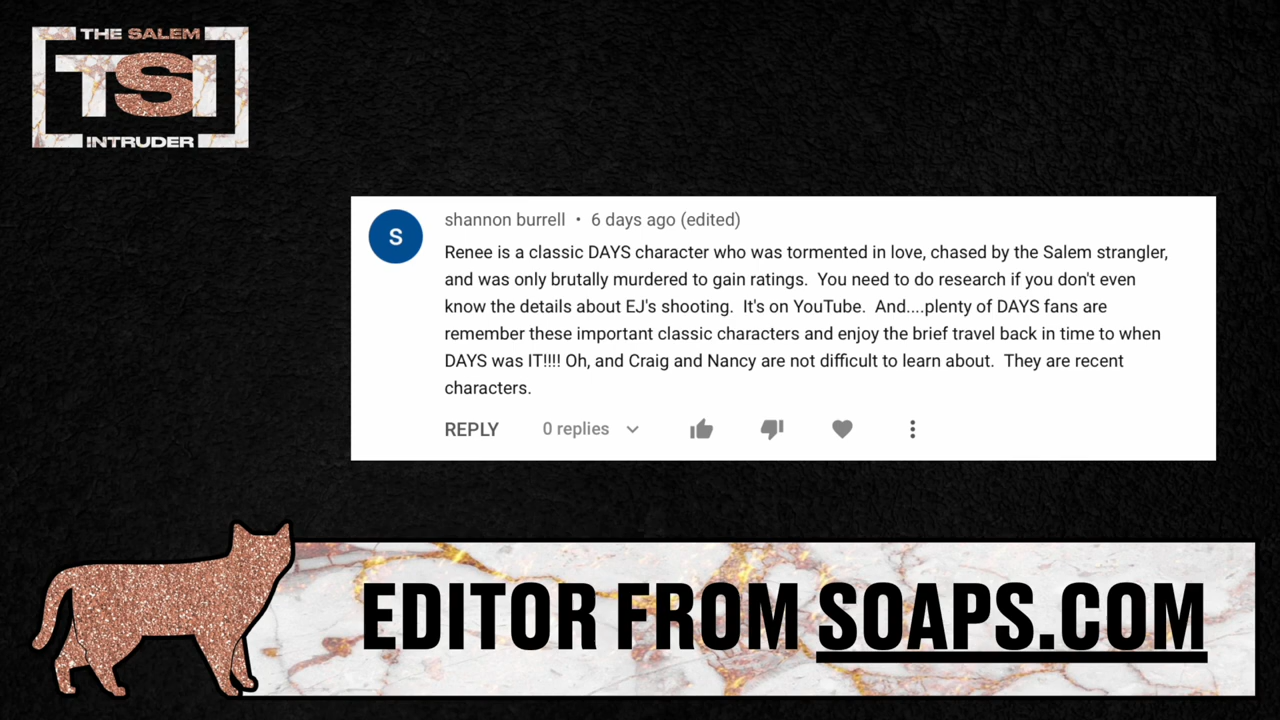 THE SALEM
TSI
INTRUDER
S
shannon burrell • 6 days ago (edited)
Renee is a classic DAYS character who was tormented in love, chased by the Salem strangler,
and was only brutally murdered to gain ratings.  You need to do research if you don't even
know the details about EJ's shooting.  It's on YouTube.  And....plenty of DAYS fans are
remember these important classic characters and enjoy the brief travel back in time to when
DAYS was IT!!!! Oh, and Craig and Nancy are not difficult to learn about.  They are recent
characters.
REPLY 0 replies
EDITOR FROM SOAPS.COM